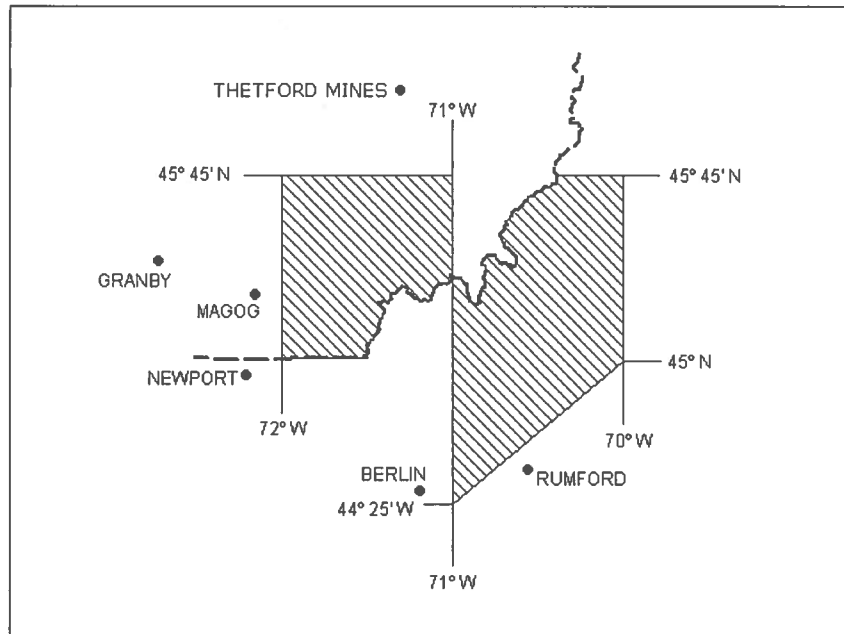 THETFORD MINES
71° W
45° 45' N
45° 45' N
GRANBY
MAGOG
NEWPORT
45° N
72° W
70° W
BERLIN
RUMFORD
44° 25' W
71° W